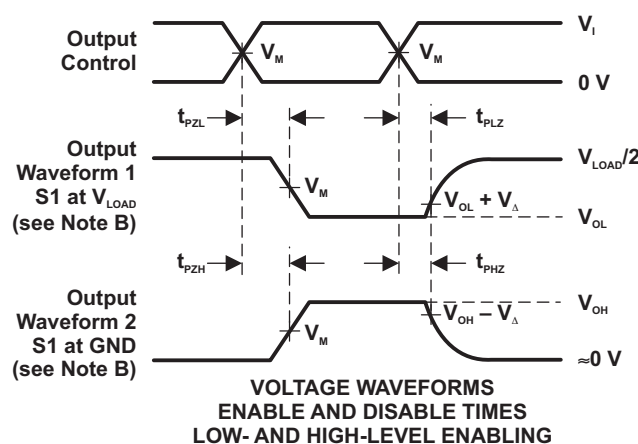 Output
Control
V_M
V_M
V_I
0 V
t_PZL
t_PLZ
Output
Waveform 1
S1 at V_LOAD
(see Note B)
V_M
V_LOAD/2
V_OL + V_Δ
V_OL
t_PZH
t_PHZ
Output
Waveform 2
S1 at GND
(see Note B)
V_M
V_OH
V_OH – V_Δ
≈0 V
VOLTAGE WAVEFORMS
ENABLE AND DISABLE TIMES
LOW- AND HIGH-LEVEL ENABLING